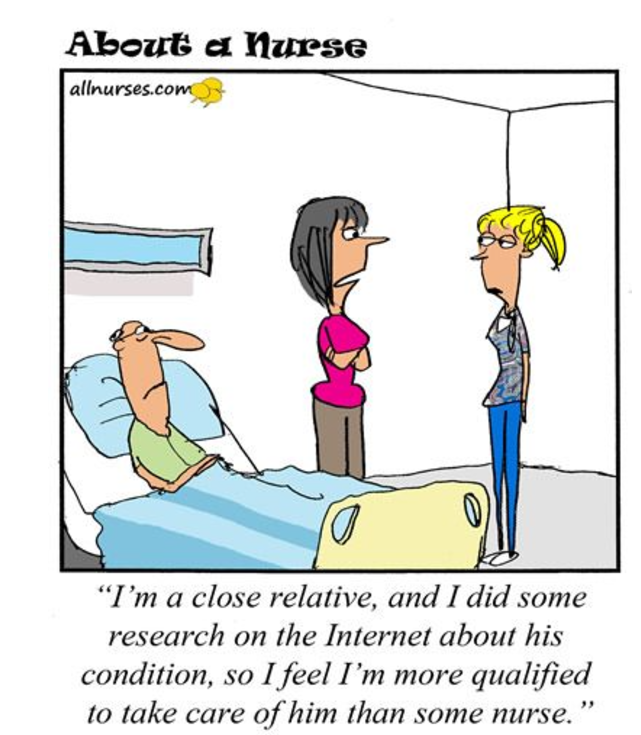 About a Nurse
allnurses.com
“I’m a close relative, and I did some
research on the Internet about his
condition, so I feel I’m more qualified
to take care of him than some nurse.”